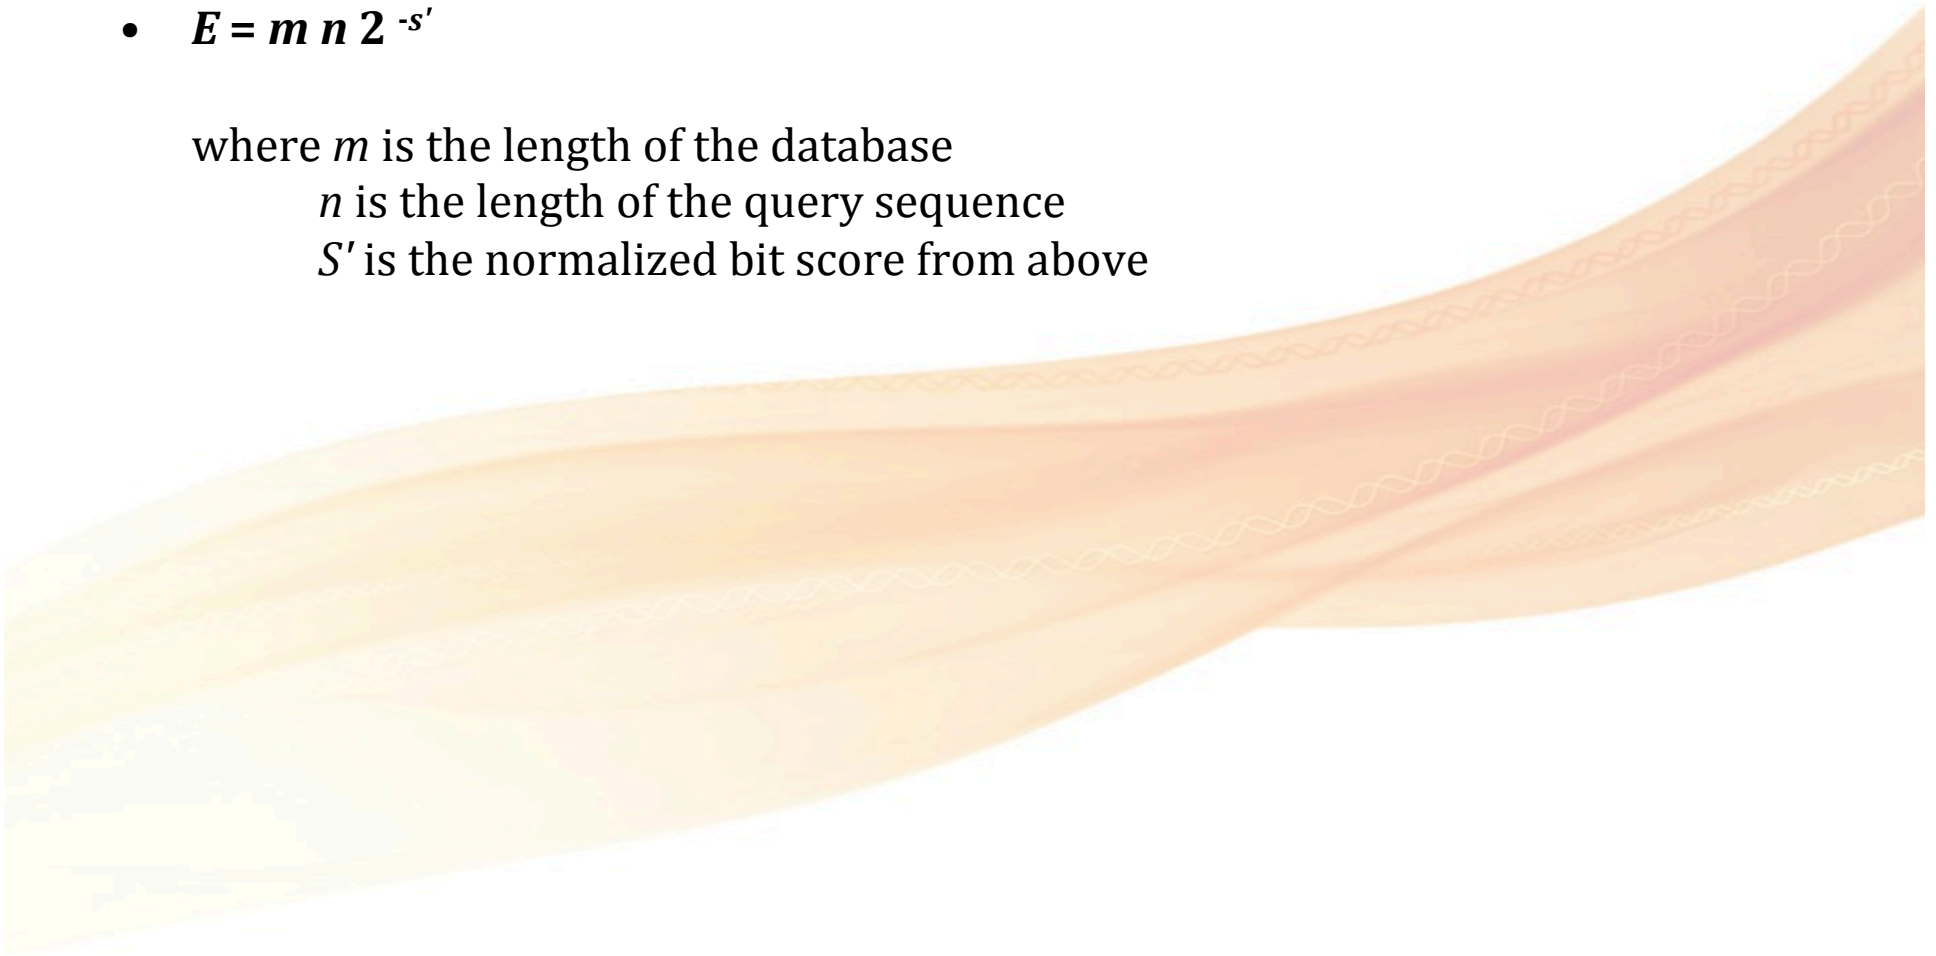 • E = m n 2 -s′
where m is the length of the database
n is the length of the query sequence
S′ is the normalized bit score from above